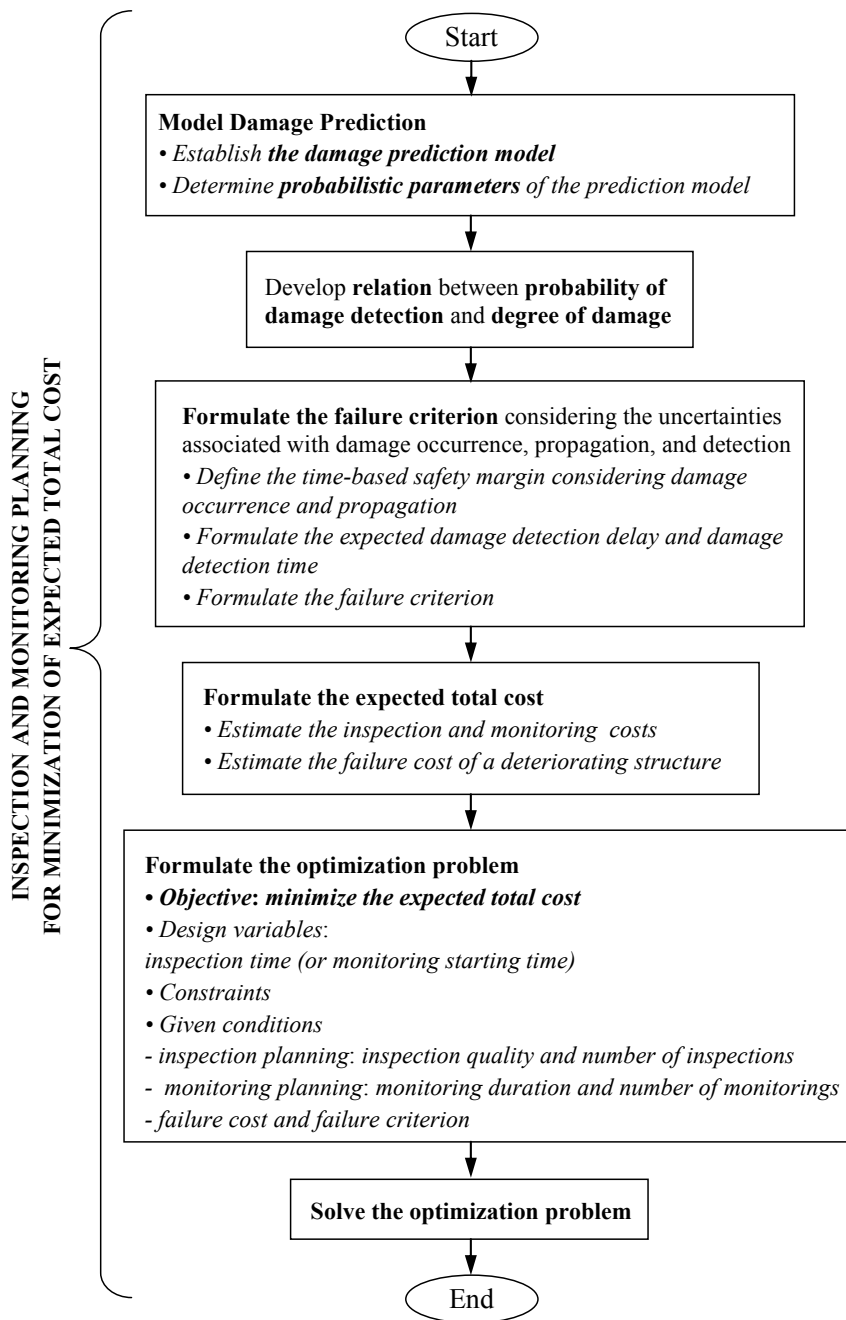 INSPECTION AND MONITORING PLANNING
FOR MINIMIZATION OF EXPECTED TOTAL COST
Start
Model Damage Prediction
• Establish the damage prediction model
• Determine probabilistic parameters of the prediction model
Develop relation between probability of
damage detection and degree of damage
Formulate the failure criterion considering the uncertainties
associated with damage occurrence, propagation, and detection
• Define the time-based safety margin considering damage
occurrence and propagation
• Formulate the expected damage detection delay and damage
detection time
• Formulate the failure criterion
Formulate the expected total cost
• Estimate the inspection and monitoring costs
• Estimate the failure cost of a deteriorating structure
Formulate the optimization problem
• Objective: minimize the expected total cost
• Design variables:
inspection time (or monitoring starting time)
• Constraints
• Given conditions
- inspection planning: inspection quality and number of inspections
- monitoring planning: monitoring duration and number of monitorings
- failure cost and failure criterion
Solve the optimization problem
End